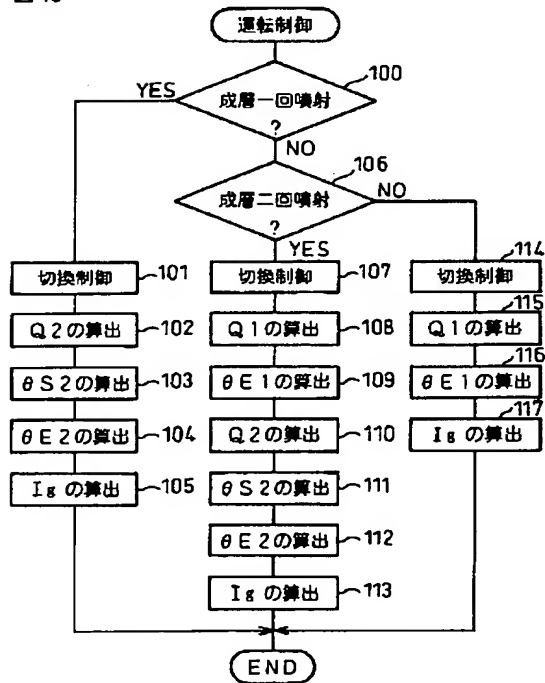 運転制御
100
成層一回噴射
?
YES
NO
106
成層二回噴射
?
NO
YES
切換制御 101
Q2の算出 102
θS2の算出 103
θE2の算出 104
Igの算出 105
切換制御 107
Q1の算出 108
θE1の算出 109
Q2の算出 110
θS2の算出 111
θE2の算出 112
Igの算出 113
切換制御 114
Q1の算出 115
θE1の算出 116
Igの算出 117
END